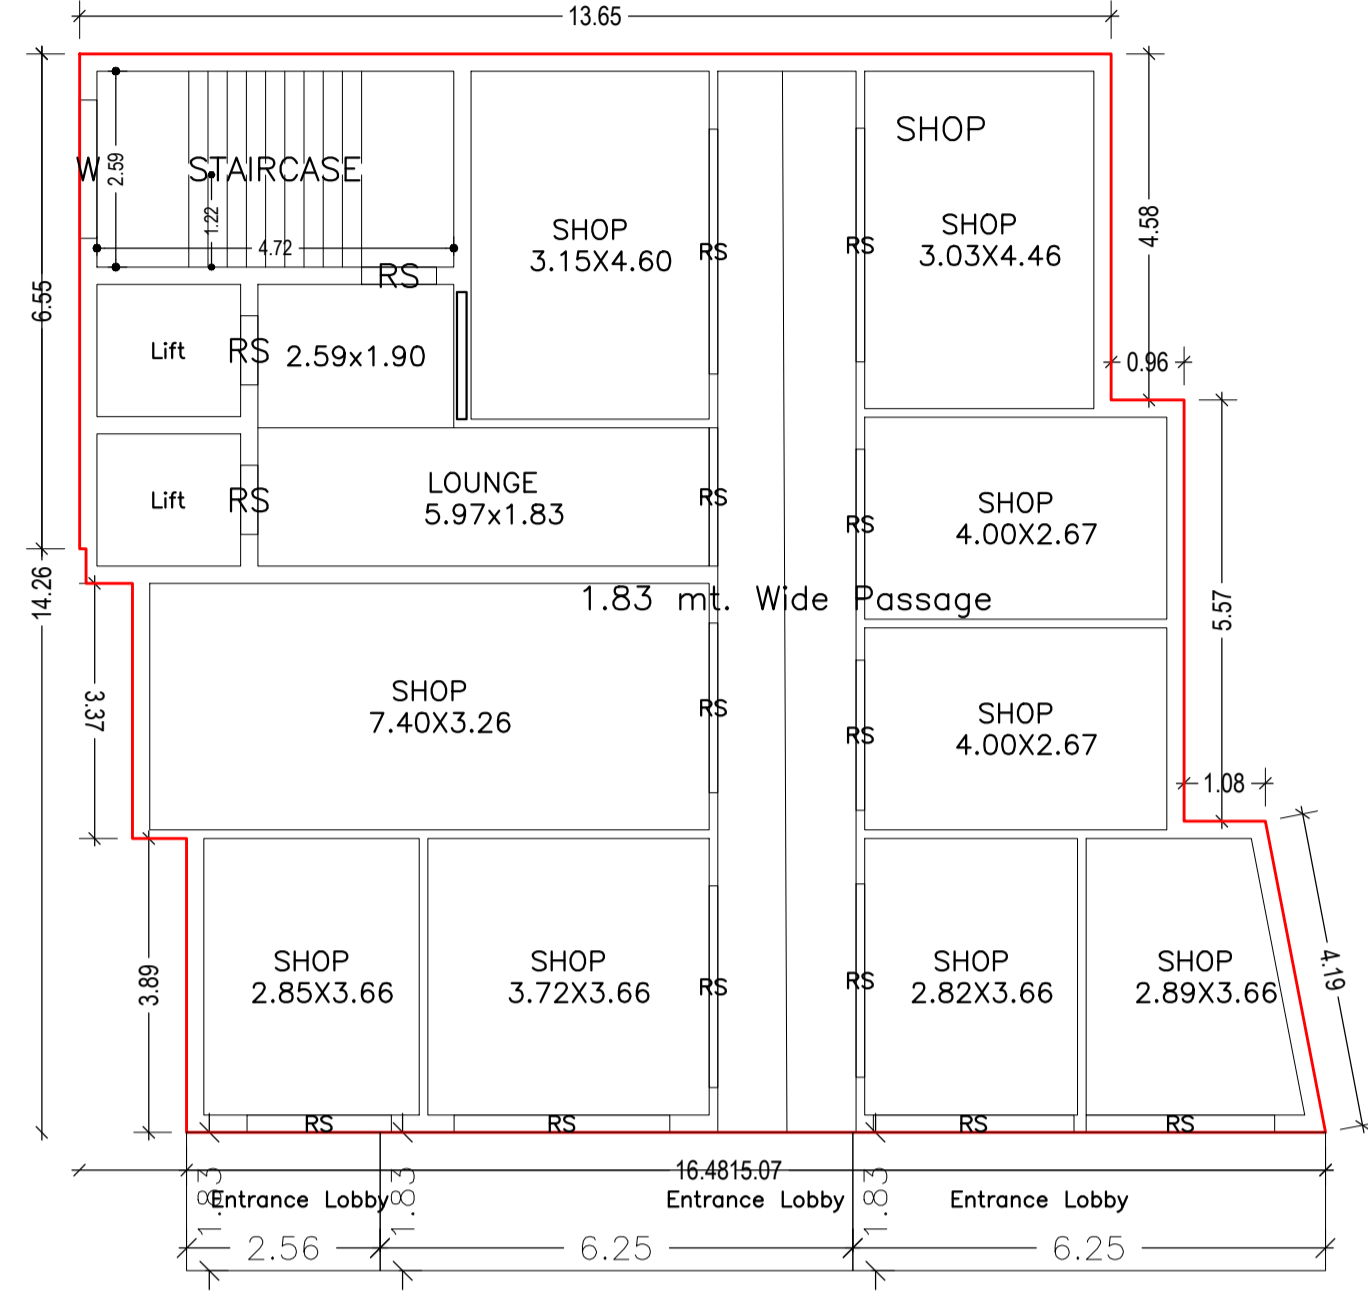 13.65
SHOP
W
STAIRCASE
2.59
1.22
4.72
4.58
SHOP
3.15X4.60
RS
RS
SHOP
3.03X4.46
RS
6.55
Lift
RS
2.59x1.90
0.96
LOUNGE
5.97x1.83
RS
Lift
RS
SHOP
4.00X2.67
RS
14.26
1.83 mt. Wide Passage
5.57
3.37
SHOP
7.40X3.26
RS
SHOP
4.00X2.67
RS
1.08
3.89
SHOP
2.85X3.66
SHOP
3.72X3.66
RS
RS
SHOP
2.82X3.66
SHOP
2.89X3.66
4.19
RS
RS
RS
RS
16.4815.07
1.83
Entrance Lobby
1.83
Entrance Lobby
1.83
Entrance Lobby
2.56
6.25
6.25